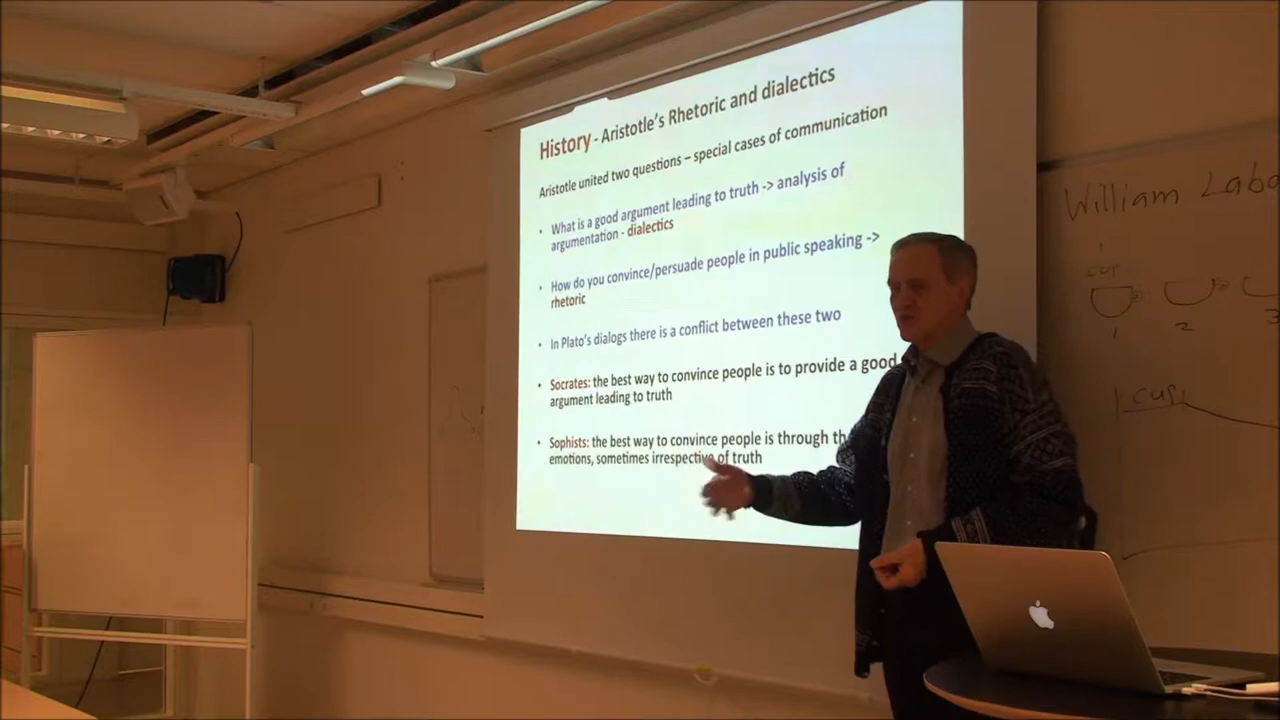 History - Aristotle's Rhetoric and dialectics
Aristotle united two questions – special cases of communication
• What is a good argument leading to truth -> analysis of
argumentation - dialectics
• How do you convince/persuade people in public speaking ->
rhetoric
• In Plato's dialogs there is a conflict between these two
• Socrates: the best way to convince people is to provide a good
argument leading to truth
• Sophists: the best way to convince people is through
emotions, sometimes irrespective of truth
William
cup
1 2 3
cup